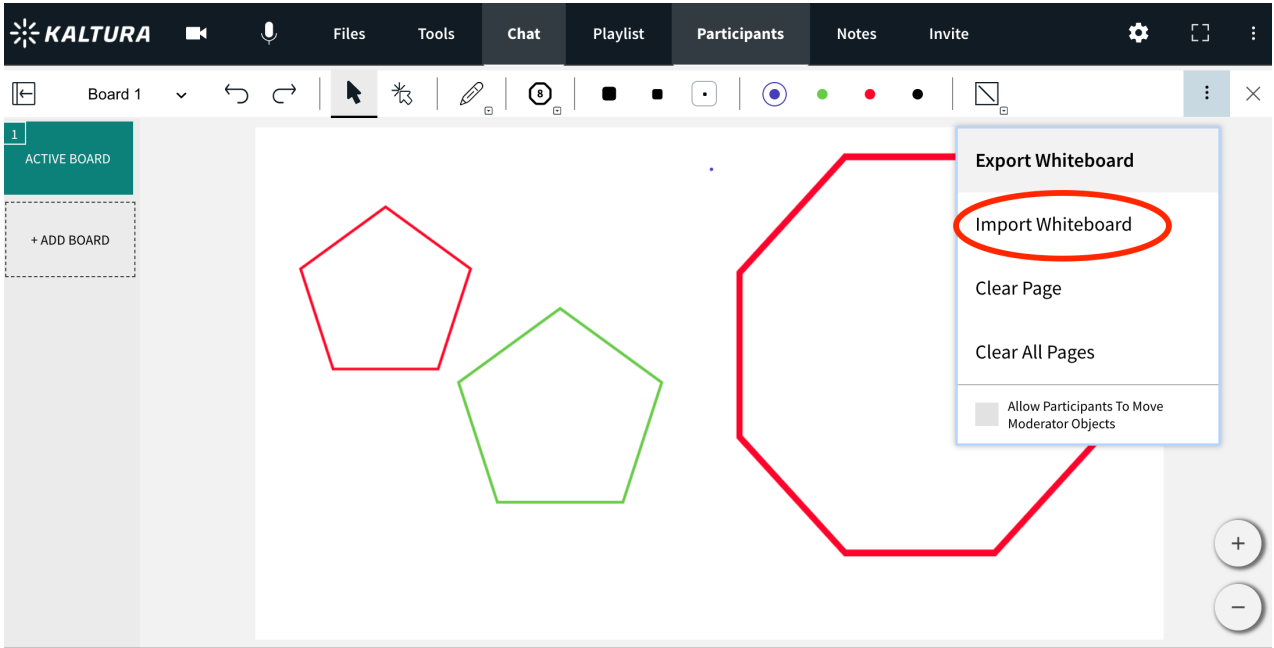 KALTURA
Files
Tools
Chat
Playlist
Participants
Notes
Invite
Board 1
8
1
ACTIVE BOARD
+ ADD BOARD
Export Whiteboard
Import Whiteboard
Clear Page
Clear All Pages
Allow Participants To Move
Moderator Objects